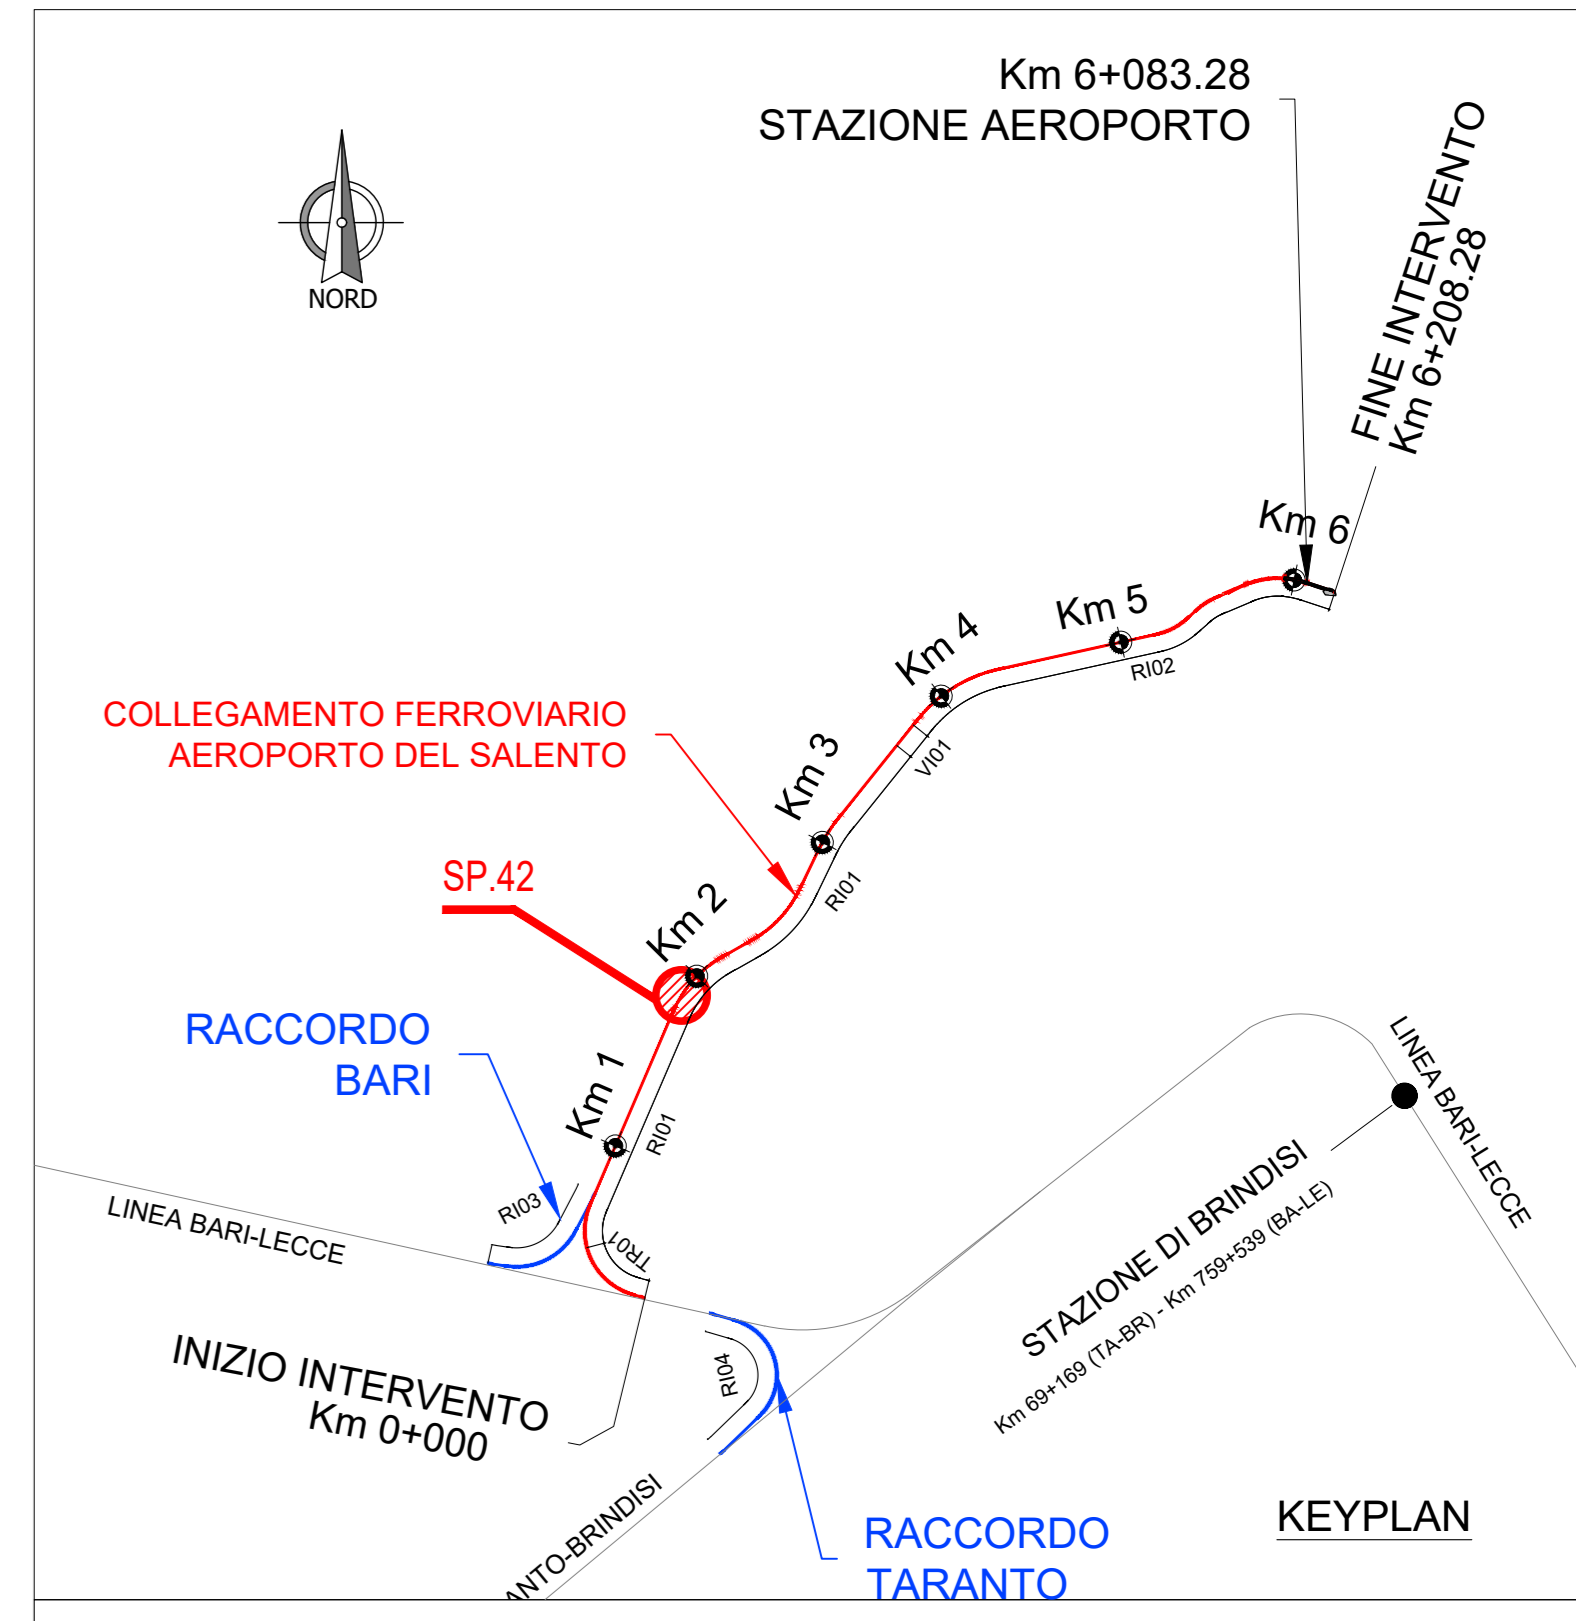 Km 6+083.28
STAZIONE AEROPORTO
FINE INTERVENTO
Km 6+208.28
NORD
Km 6
Km 5
RI02
Km 4
VI01
COLLEGAMENTO FERROVIARIO
AEROPORTO DEL SALENTO
Km 3
RI01
SP.42
Km 2
RACCORDO
BARI
Km 1
RI01
LINEA BARI-LECCE
RI03
TR01
LINEA BARI-LECCE
STAZIONE DI BRINDISI
Km 69+169 (TA-BR) - Km 759+539 (BA-LE)
INIZIO INTERVENTO
Km 0+000
RI04
ANTO-BRINDISI
RACCORDO
TARANTO
KEYPLAN